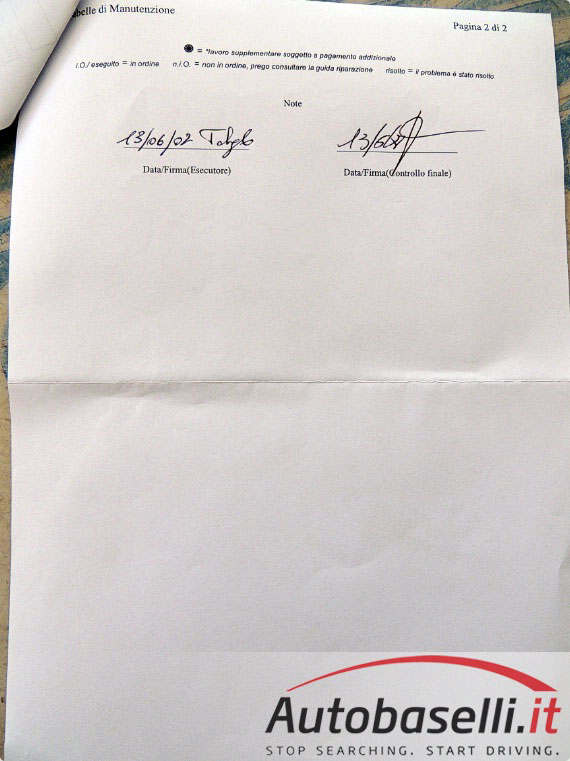 abelle di Manutenzione
Pagina 2 di 2
= *lavoro supplementare soggetto a pagamento addizionale
i.O./ eseguito = in ordine n.i.O. = non in ordine, prego consultare la guida riparazione risolto = il problema è stato risolto
Note
13/06/02
Data/Firma(Esecutore)
Data/Firma(Controllo finale)
Autobaselli.it
STOP SEARCHING. START DRIVING.